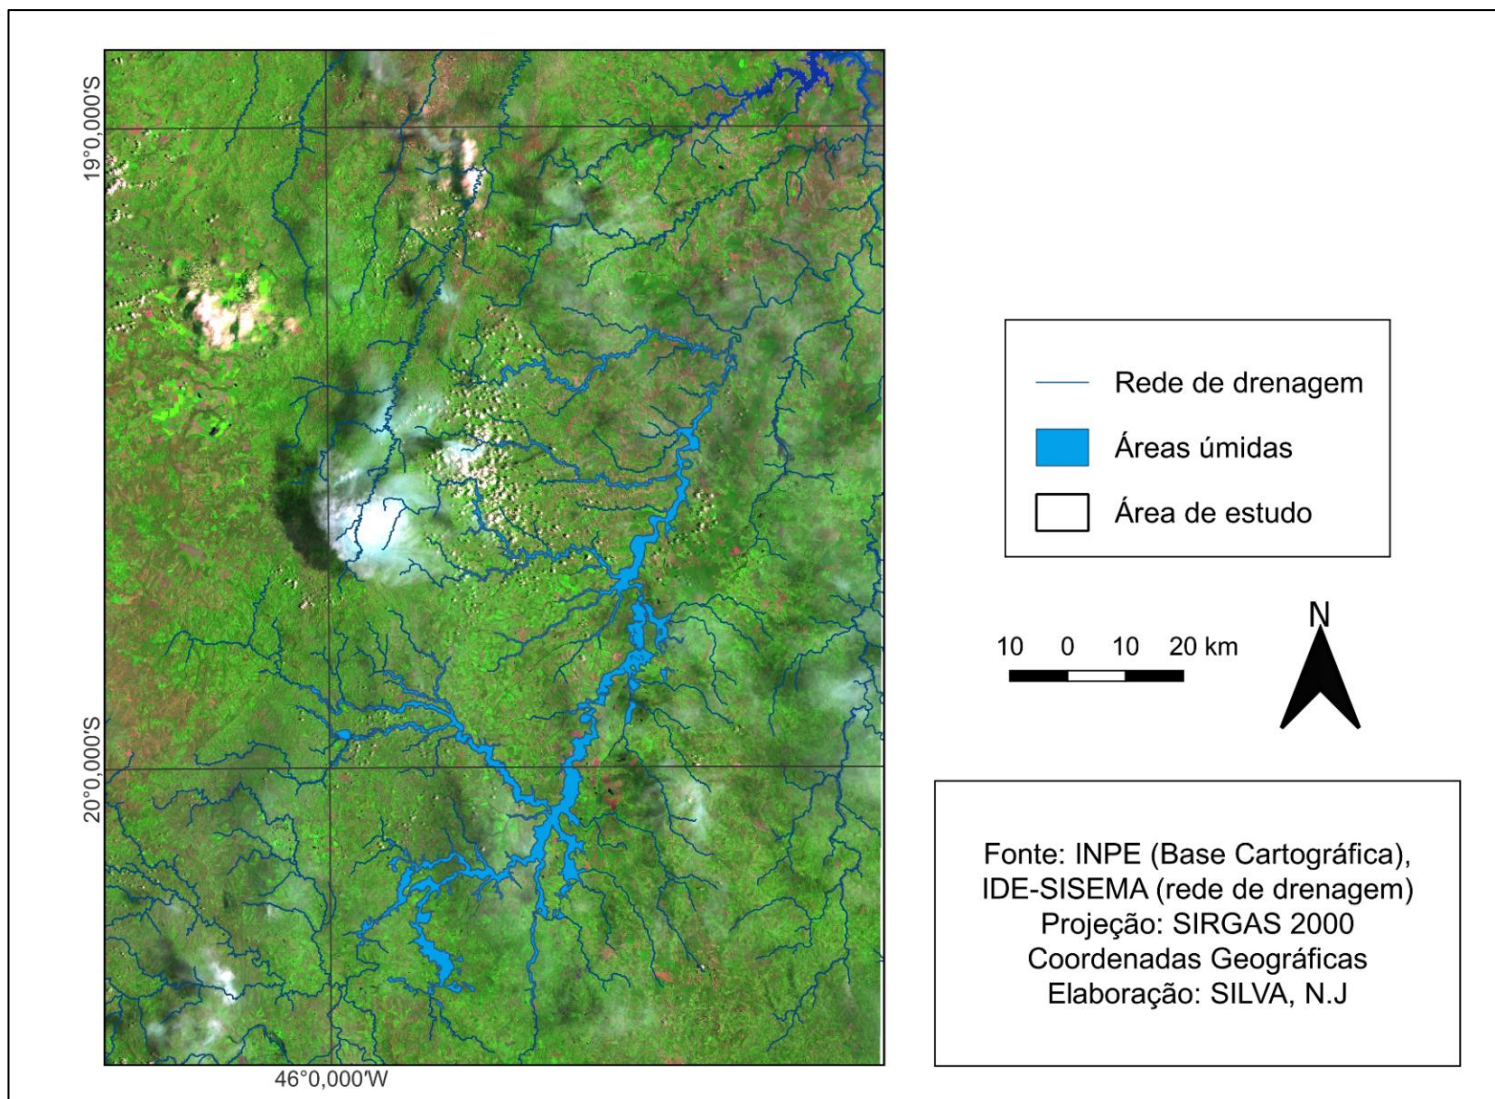 19°0,000'S
20°0,000'S
46°0,000'W
Rede de drenagem
Áreas úmidas
Área de estudo
10 0 10 20 km
N
Fonte: INPE (Base Cartográfica),
IDE-SISEMA (rede de drenagem)
Projeção: SIRGAS 2000
Coordenadas Geográficas
Elaboração: SILVA, N.J